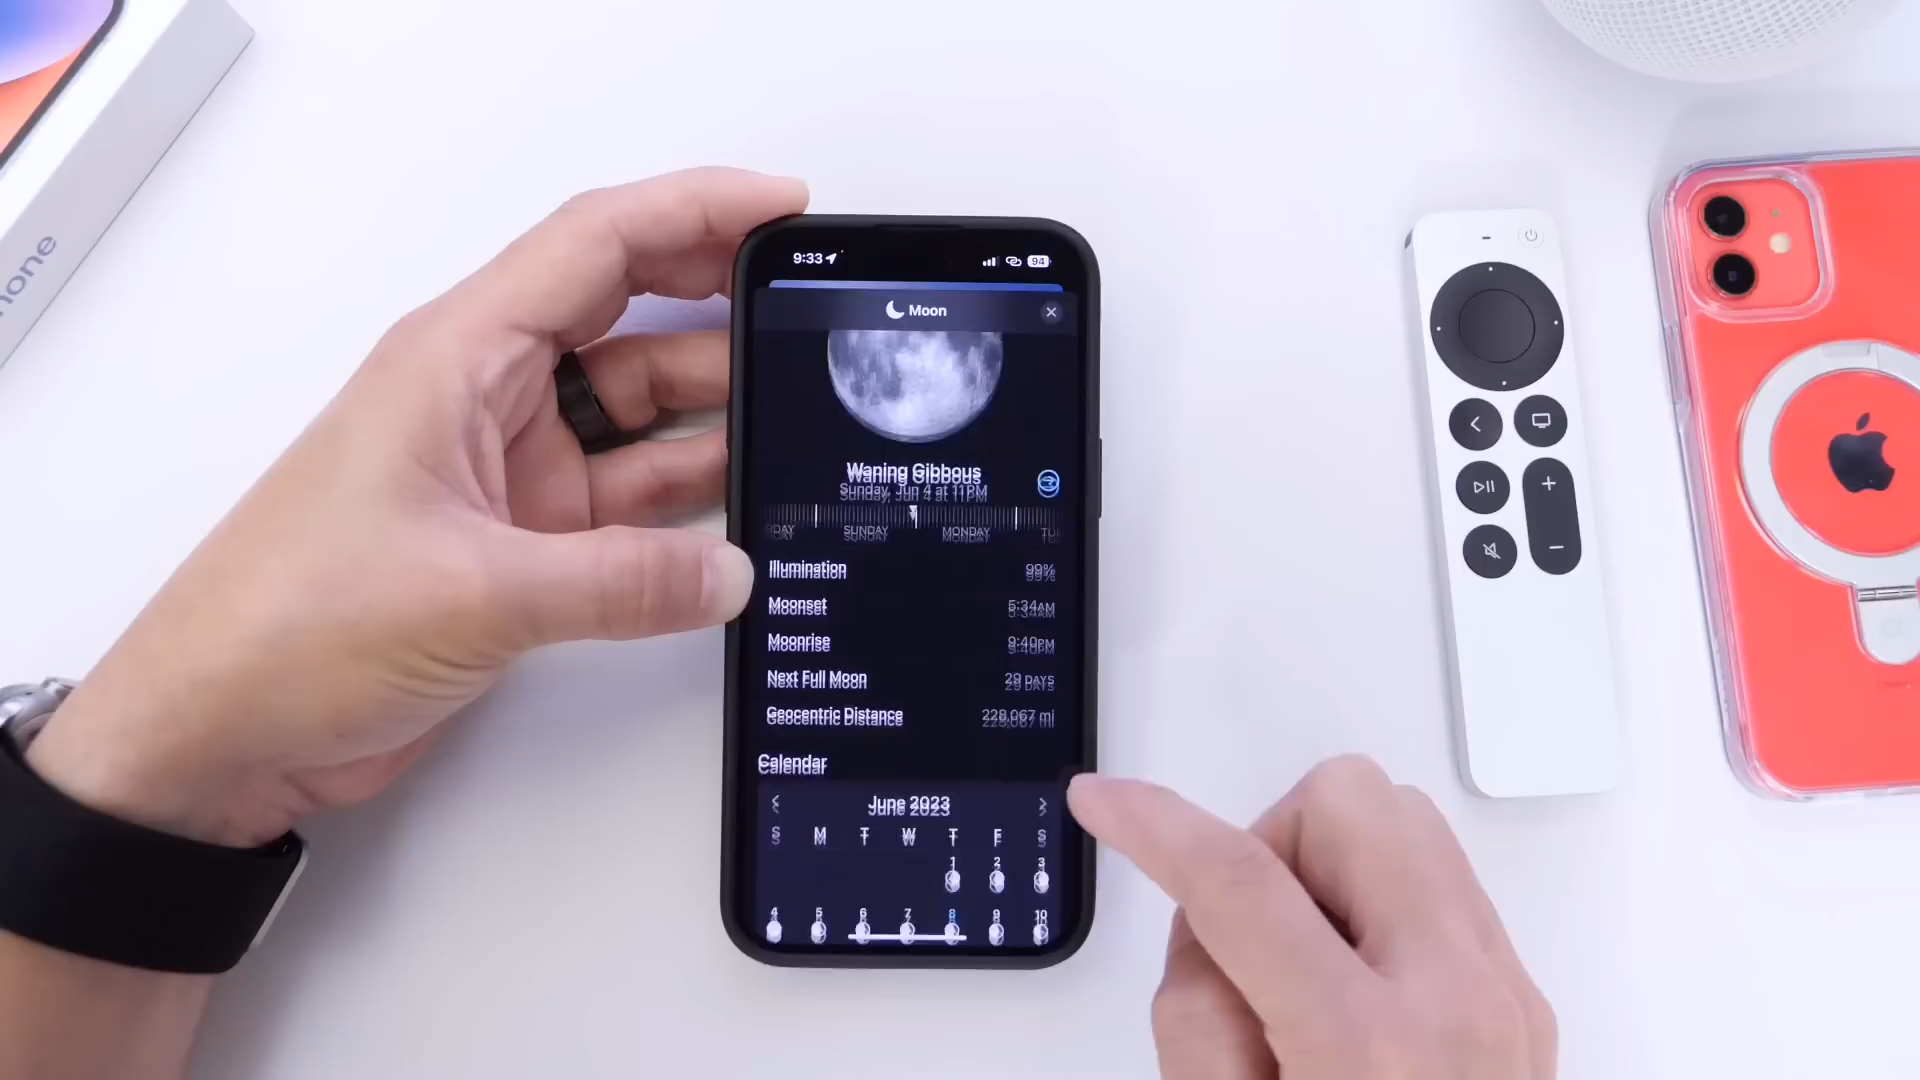 hone
9:33
94
Moon
Waning Gibbous
Sunday, Jun 4 at 11PM
SUNDAY MONDAY
Illumination 99%
Moonset 5:34AM
Moonrise 9:40PM
Next Full Moon 29 DAYS
Geocentric Distance 228,067 mi
Calendar
June 2023
S M T W T F S
1 2 3
4 5 6 7 8 9 10